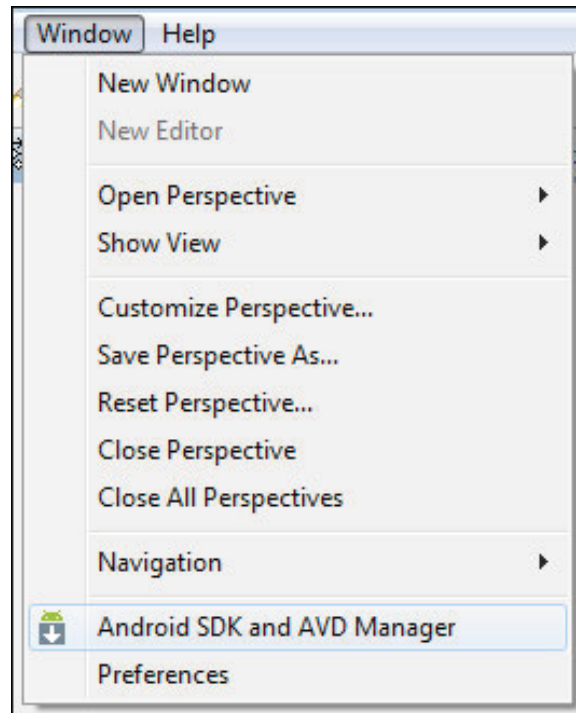 Window Help
New Window
New Editor
Open Perspective
Show View
Customize Perspective...
Save Perspective As...
Reset Perspective...
Close Perspective
Close All Perspectives
Navigation
Android SDK and AVD Manager
Preferences